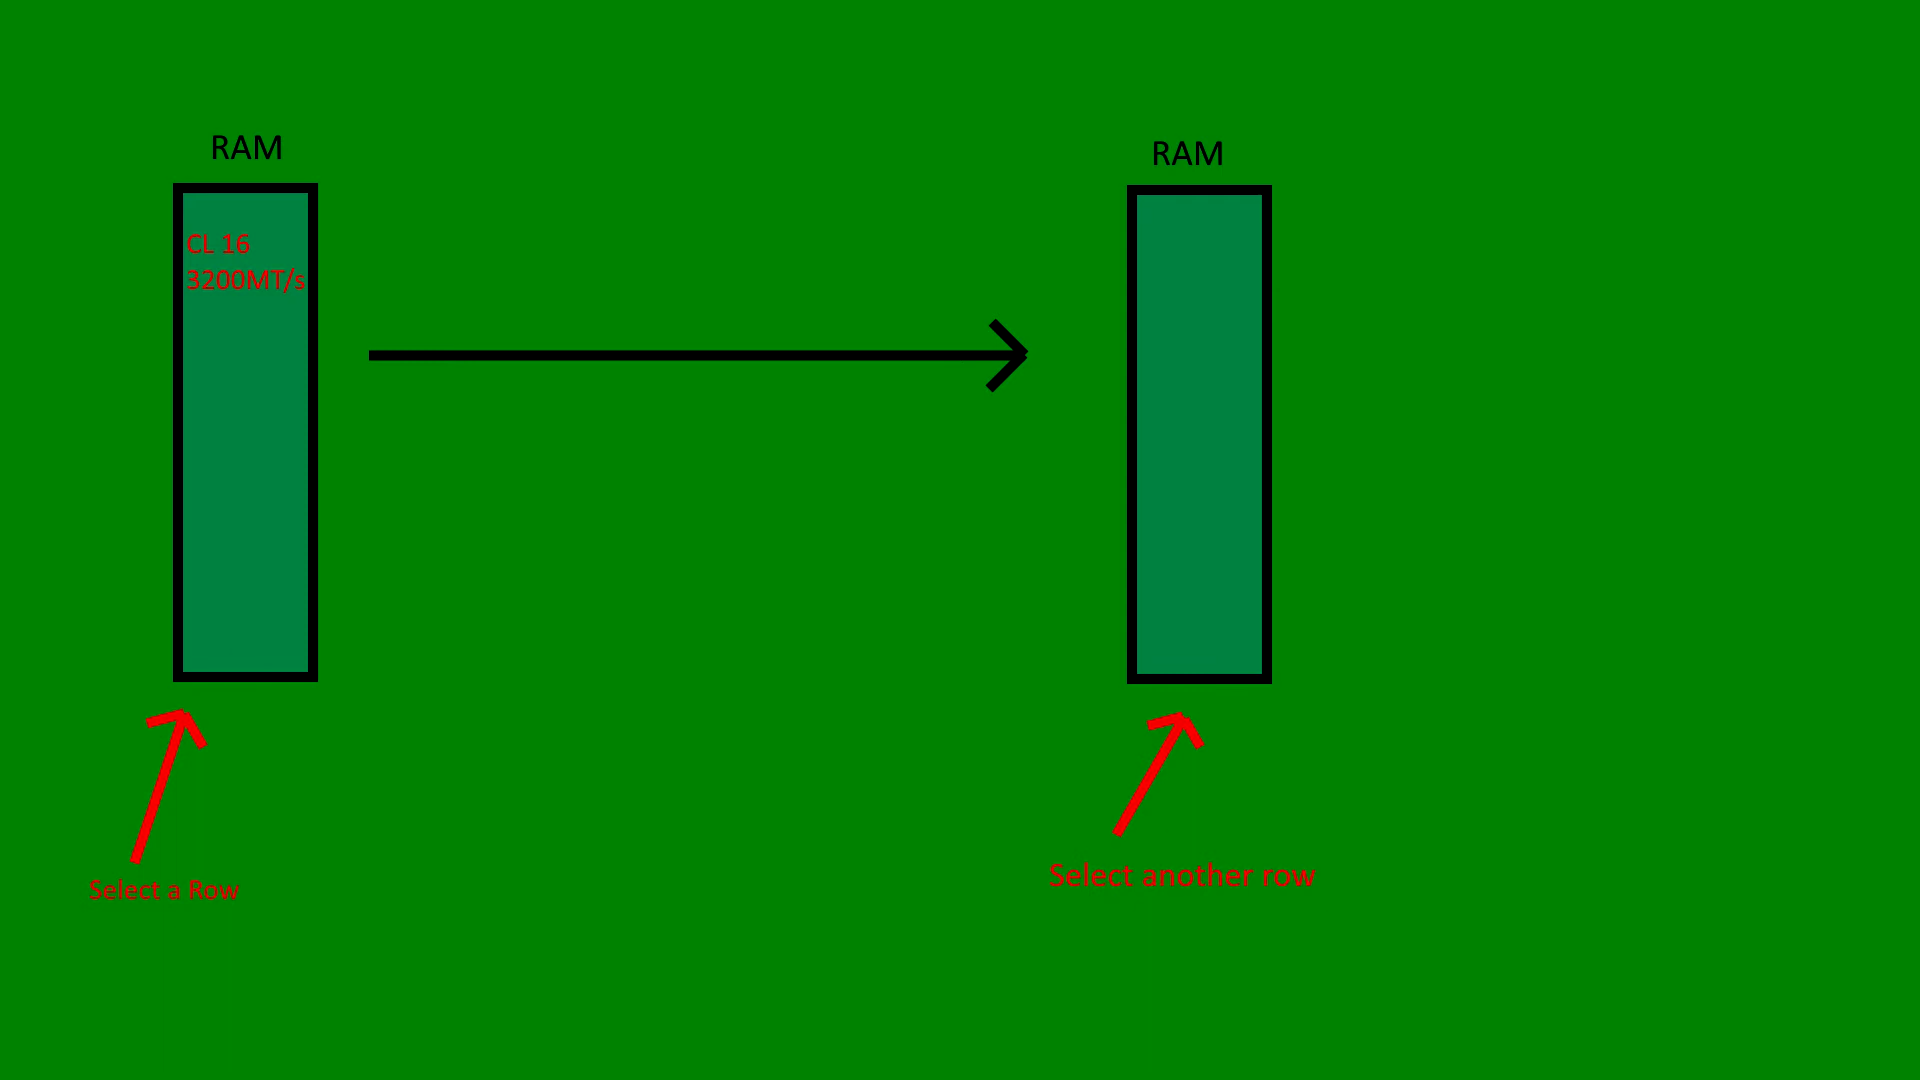 RAM
CL 16
3200MT/s
Select a Row
RAM
Select another row